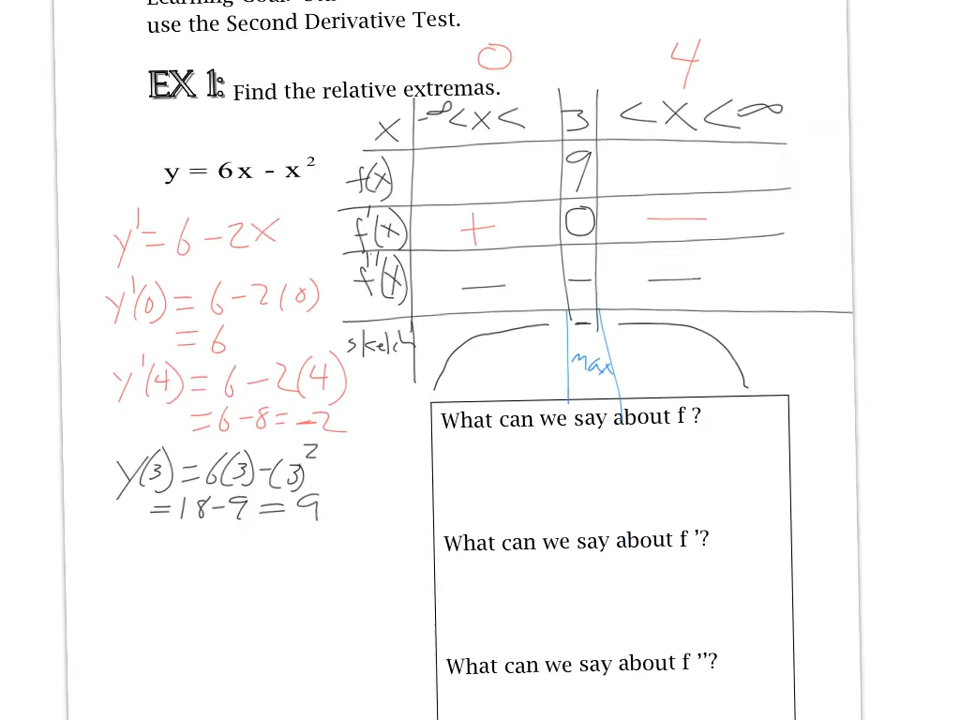 use the Second Derivative Test.
0 4
EX 1: Find the relative extremas.
x -∞<x< 3 <x<∞
y = 6x - x²
f(x) 9
f'(x) + 0 —
f''(x) — - —
sketch -
max
y' = 6 - 2x
y'(0) = 6 - 2(0)
= 6
y'(4) = 6 - 2(4)
= 6 - 8 = -2
y(3) = 6(3) - (3)²
= 18 - 9 = 9
What can we say about f ?
What can we say about f '?
What can we say about f ''?